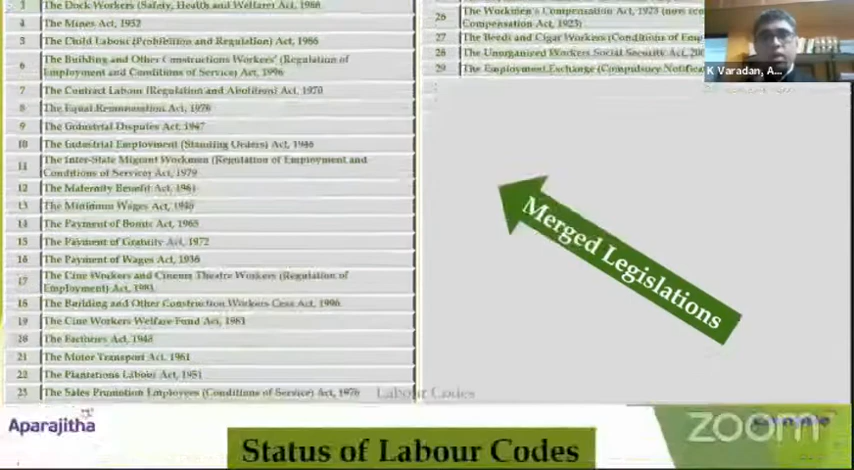 3 The Dock Workers (Safety, Health and Welfare) Act, 1986
4 The Mines Act, 1952
5 The Child Labour (Prohibition and Regulation) Act, 1986
6 The Building and Other Constructions Workers' (Regulation of
Employment and Conditions of Service) Act, 1996
7 The Contract Labour (Regulation and Abolition) Act, 1970
8 The Equal Remuneration Act, 1976
9 The Industrial Disputes Act, 1947
10 The Industrial Employment (Standing Orders) Act, 1946
11 The Inter-State Migrant Workmen (Regulation of Employment and
Conditions of Service) Act, 1979
12 The Maternity Benefit Act, 1961
13 The Minimum Wages Act, 1948
14 The Payment of Bonus Act, 1965
15 The Payment of Gratuity Act, 1972
16 The Payment of Wages Act, 1936
17 The Cine Workers and Cinema Theatre Workers (Regulation of
Employment) Act, 1981
18 The Building and Other Construction Workers Cess Act, 1996
19 The Cine Workers Welfare Fund Act, 1981
20 The Factories Act, 1948
21 The Motor Transport Act, 1961
22 The Plantations Labour Act, 1951
23 The Sales Promotion Employees (Conditions of Service) Act, 1976
26 The Workmen's Compensation Act, 1923 (now
Compensation Act, 1923)
27 The Beedi and Cigar Workers (Conditions of Emp
28 The Unorganized Workers Social Security Act, 200
29 The Employment Exchange (Compulsory Notific
K Varadan, A...
Merged Legislations
Labour Codes
Aparajitha
zoom
Status of Labour Codes